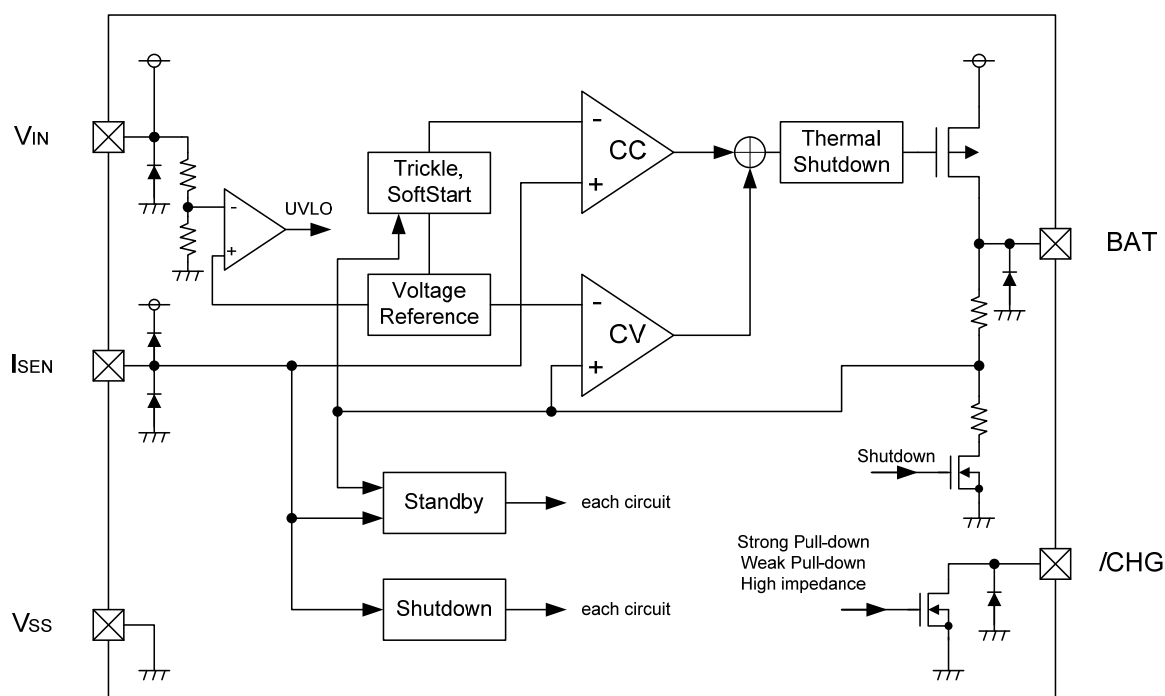 VIN
UVLO
-
+
Trickle,
SoftStart
Voltage
Reference
-
CC
+
-
CV
+
Thermal
Shutdown
BAT
ISEN
Shutdown
Standby
each circuit
Strong Pull-down
Weak Pull-down
High impedance
/CHG
Shutdown
each circuit
VSS